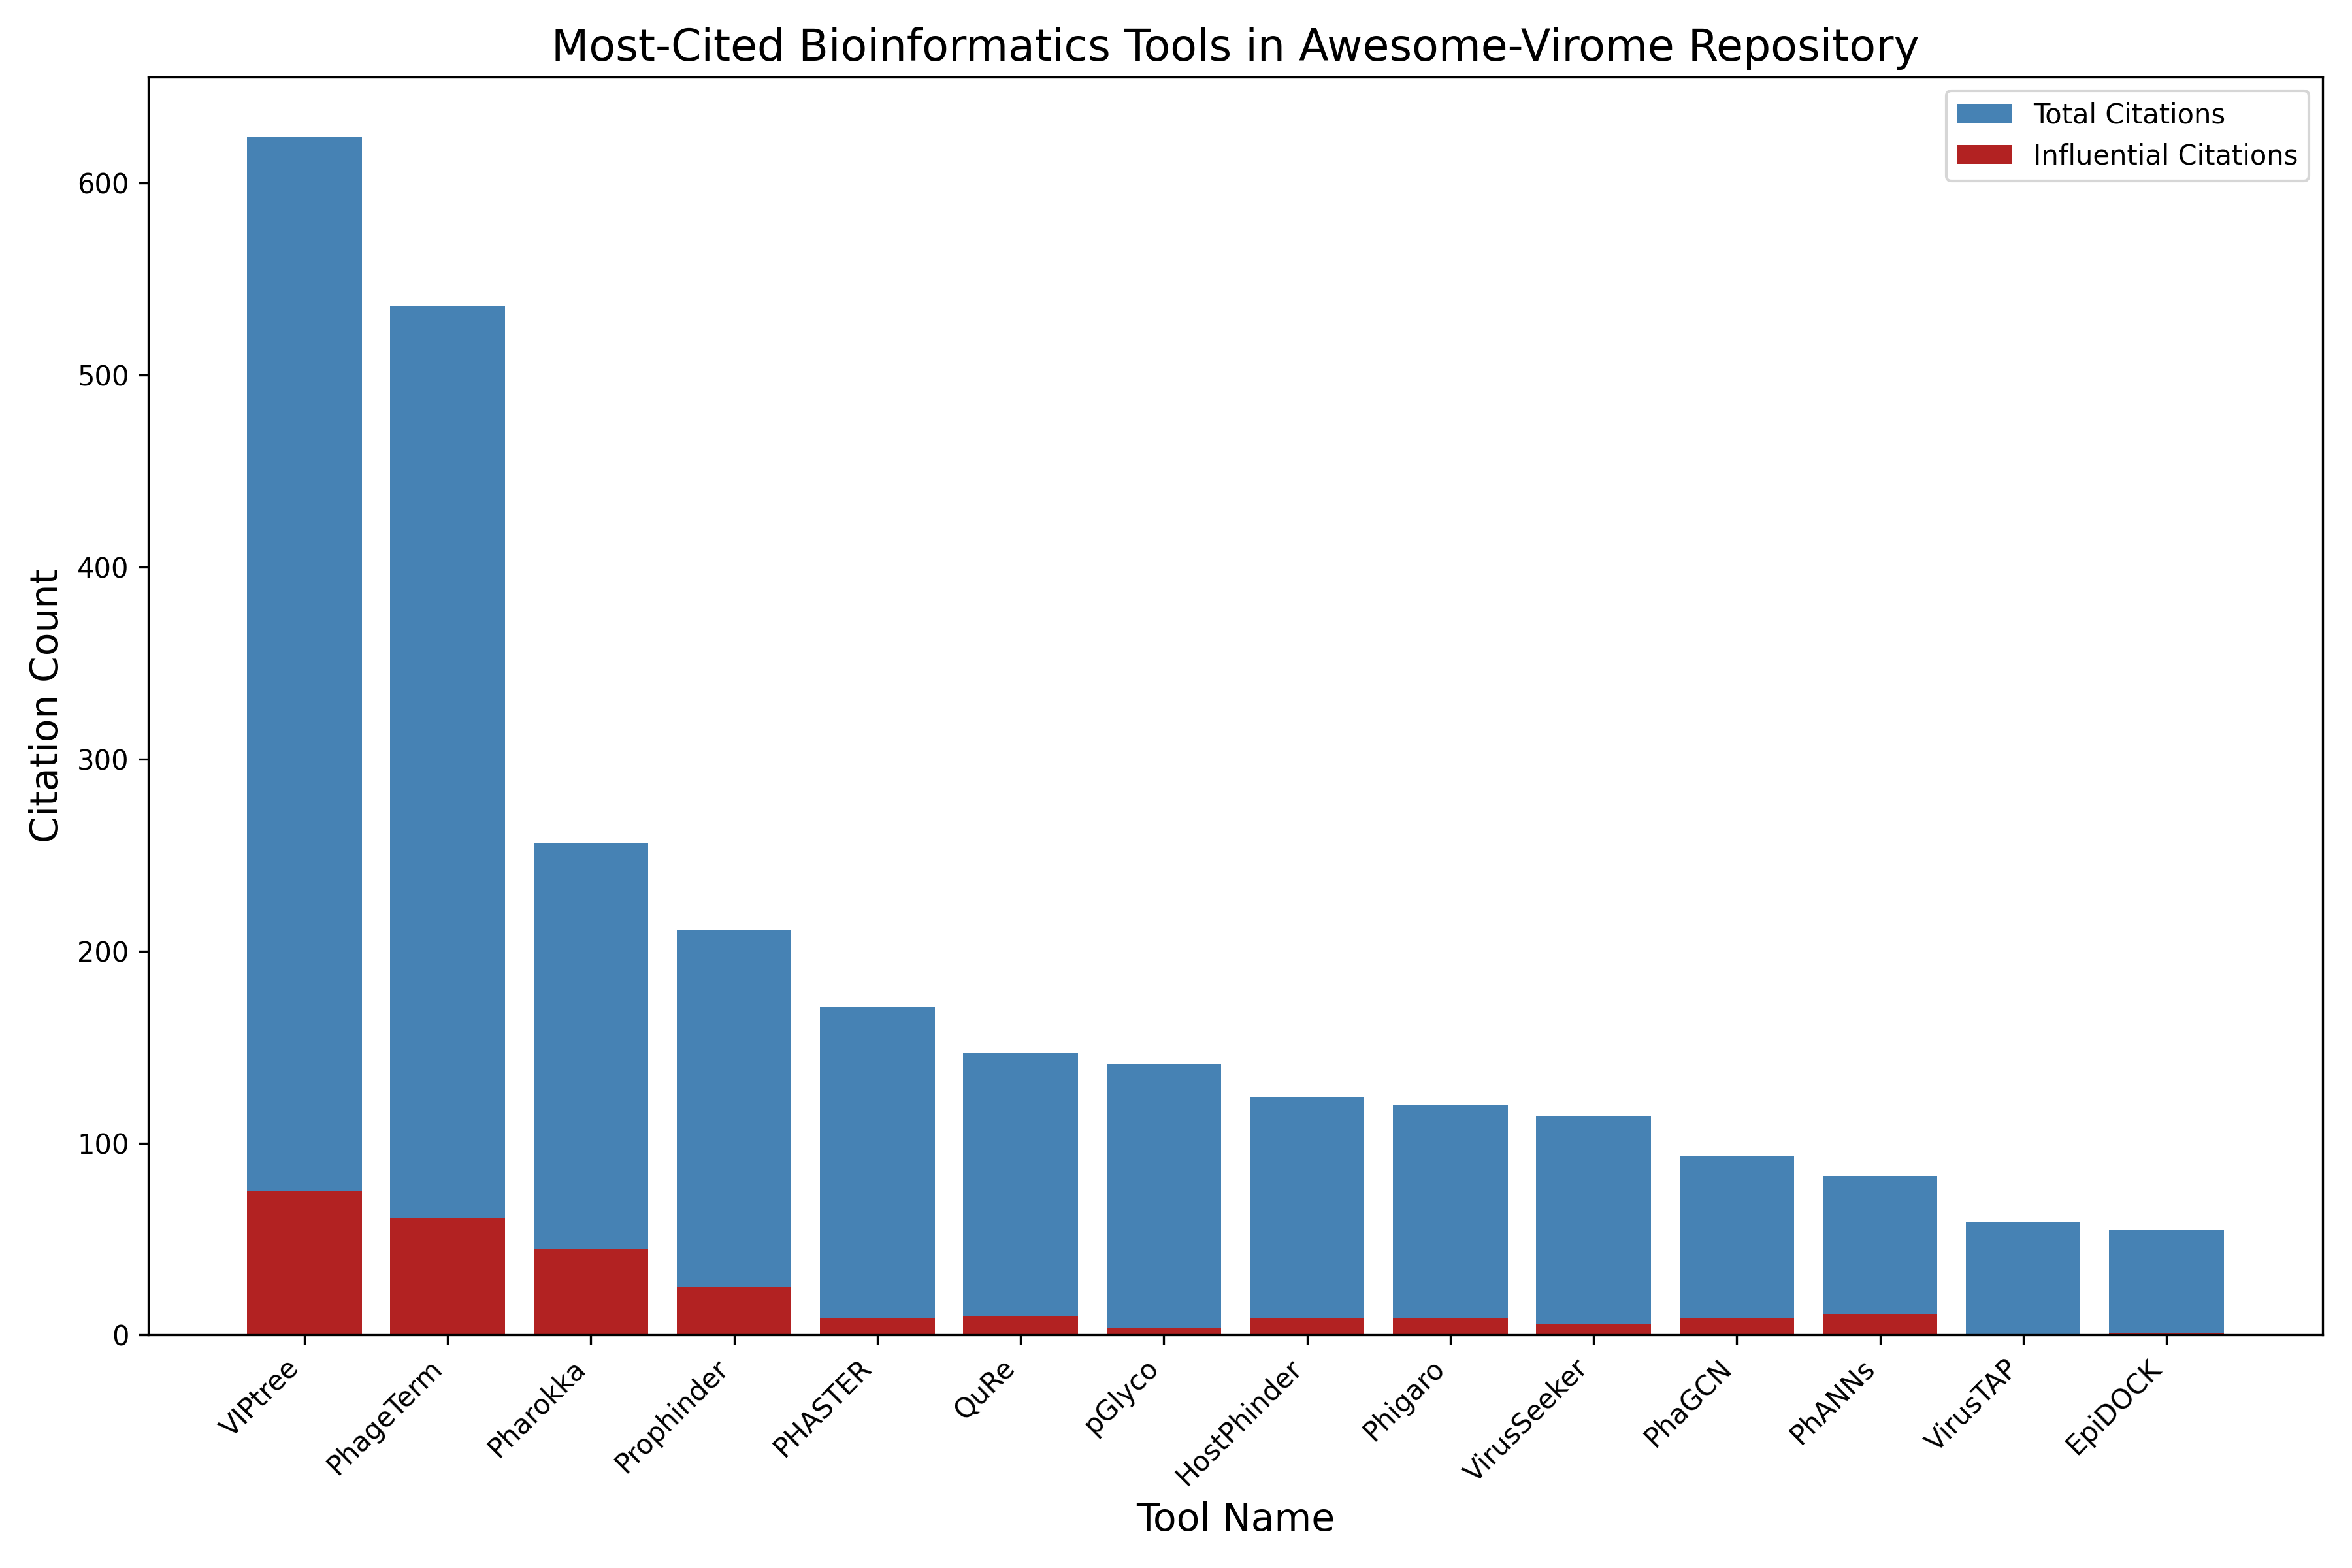 Most-Cited Bioinformatics Tools in Awesome-Virome Repository
Total Citations
Influential Citations
Citation Count
600
500
400
300
200
100
0
VIPtree
PhageTerm
Pharokka
Prophinder
PHASTER
QuRe
pGlyco
HostPhinder
Phigaro
VirusSeeker
PhaGCN
PhANNs
VirusTAP
EpiDOCK
Tool Name